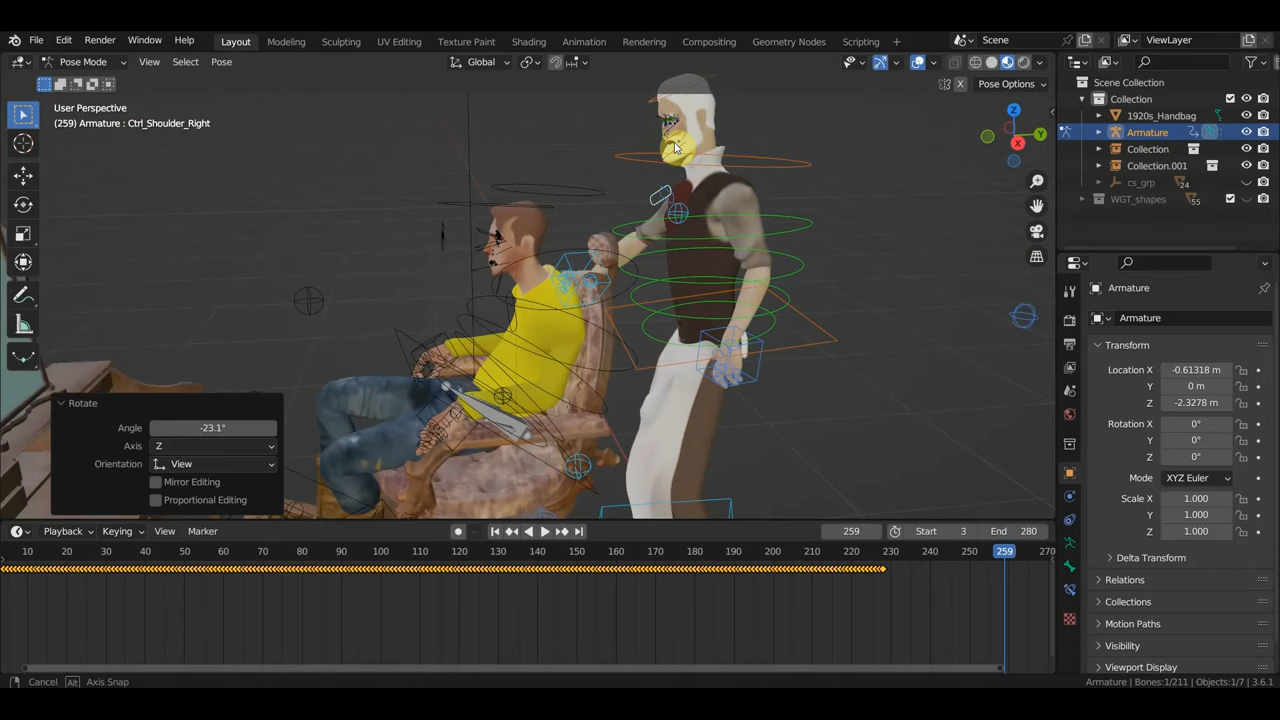 File Edit Render Window Help Layout Modeling Sculpting UV Editing Texture Paint Shading Animation Rendering Compositing Geometry Nodes Scripting + Scene ViewLayer
Pose Mode View Select Pose Global
X Pose Options
User Perspective
(259) Armature : Ctrl_Shoulder_Right
Z
Y
X
Scene Collection
Collection
1920s_Handbag
Armature
Collection
Collection.001
cs_grp 24
WGT_shapes 55
Armature
Armature
Transform
Location X -0.61318 m
Y 0 m
Z -2.3278 m
Rotation X 0°
Y 0°
Z 0°
Mode XYZ Euler
Scale X 1.000
Y 1.000
Z 1.000
Delta Transform
Relations
Collections
Motion Paths
Visibility
Viewport Display
Rotate
Angle -23.1°
Axis Z
Orientation View
Mirror Editing
Proportional Editing
Playback Keying View Marker 259 Start 3 End 280
10 20 30 40 50 60 70 80 90 100 110 120 130 140 150 160 170 180 190 200 210 220 230 240 250 259 270
Cancel Alt Axis Snap Armature | Bones:1/211 | Objects:1/7 | 3.6.1